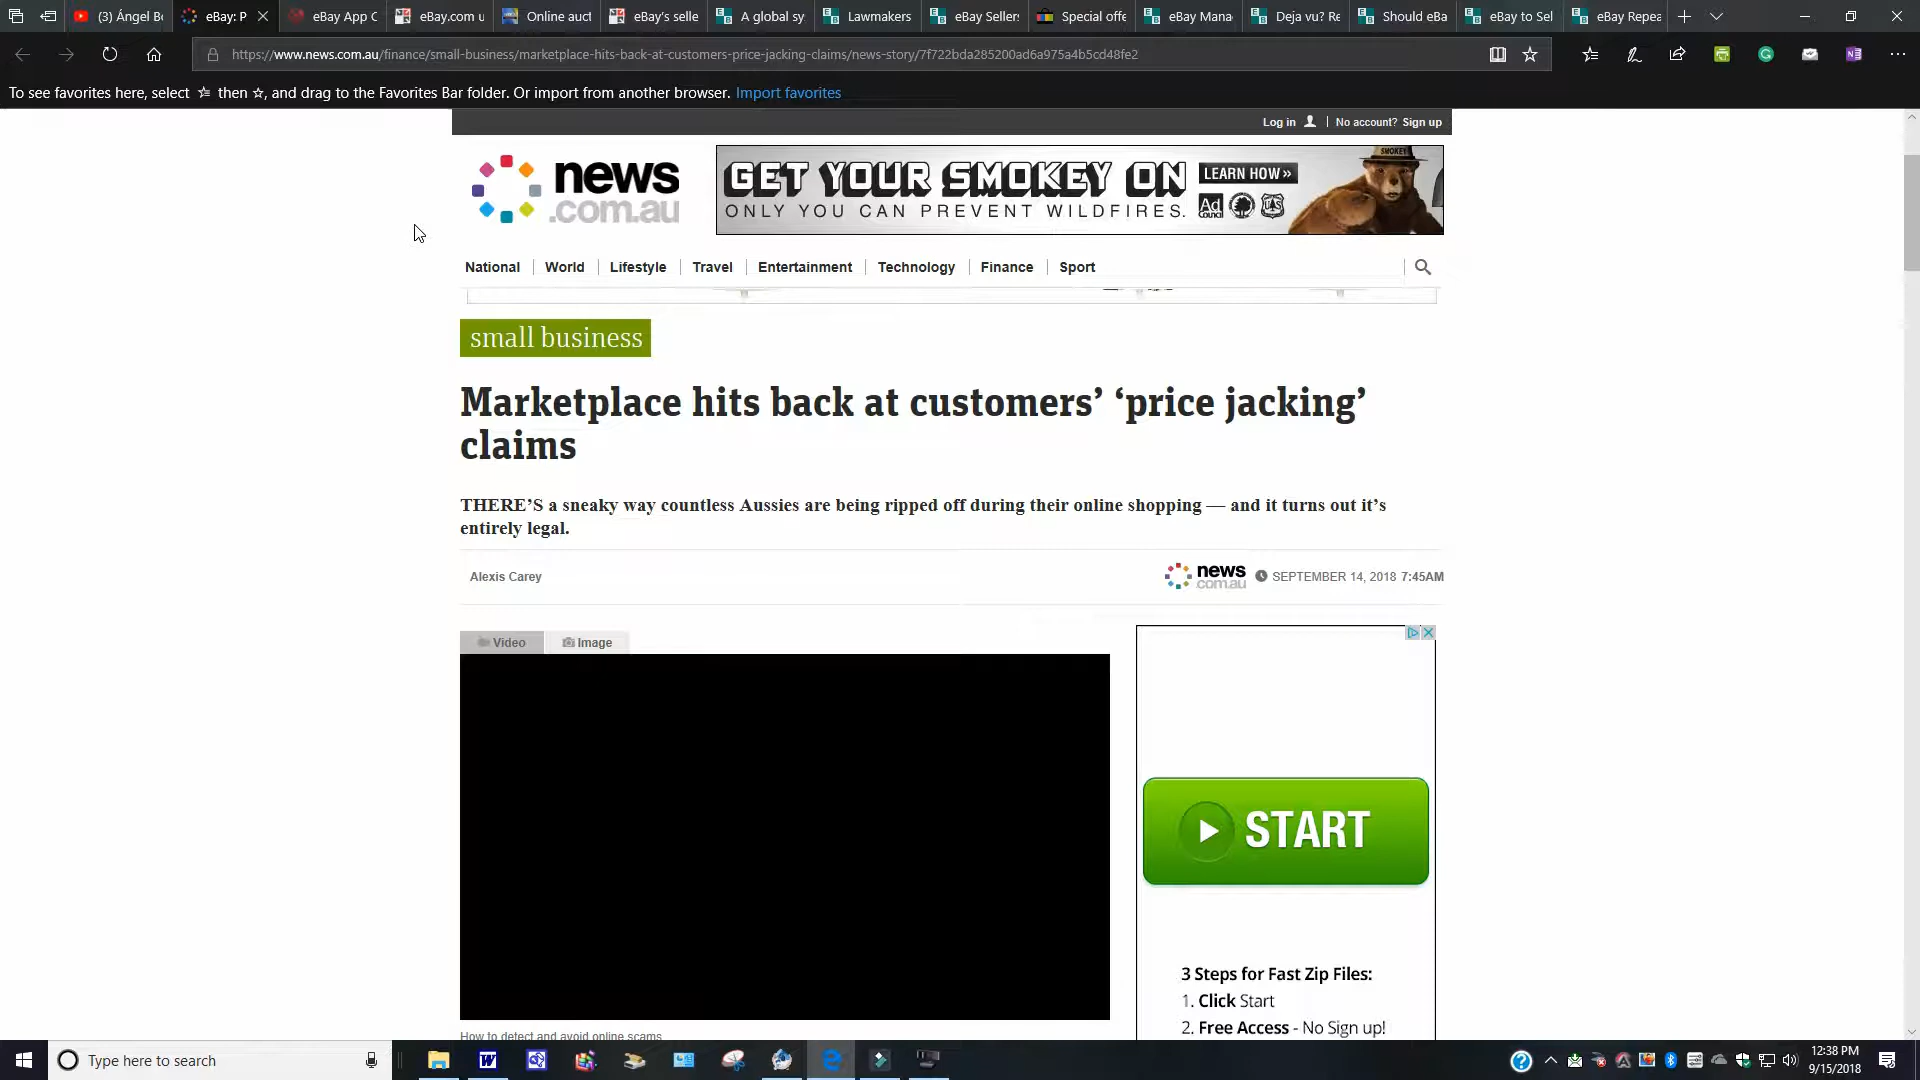 (3) Ángel Bo
eBay: P
eBay App C
eBay.com u
Online auct
eBay's selle
A global sy
Lawmakers
eBay Sellers
Special offe
eBay Mana
Deja vu? Re
Should eBa
eBay to Sel
eBay Repea
https://www.news.com.au/finance/small-business/marketplace-hits-back-at-customers-price-jacking-claims/news-story/7f722bda285200ad6a975a4b5cd48fe2
To see favorites here, select then , and drag to the Favorites Bar folder. Or import from another browser. Import favorites
Log in | No account? Sign up
news
.com.au
GET YOUR SMOKEY ON
ONLY YOU CAN PREVENT WILDFIRES.
LEARN HOW »
Ad
Council
SMOKEY
National | World | Lifestyle | Travel | Entertainment | Technology | Finance | Sport
small business
Marketplace hits back at customers’ ‘price jacking’
claims
THERE’S a sneaky way countless Aussies are being ripped off during their online shopping — and it turns out it’s
entirely legal.
Alexis Carey
news
.com.au
SEPTEMBER 14, 2018 7:45AM
Video
Image
START
3 Steps for Fast Zip Files:
1. Click Start
2. Free Access - No Sign up!
How to detect and avoid online scams
Type here to search
12:38 PM
9/15/2018